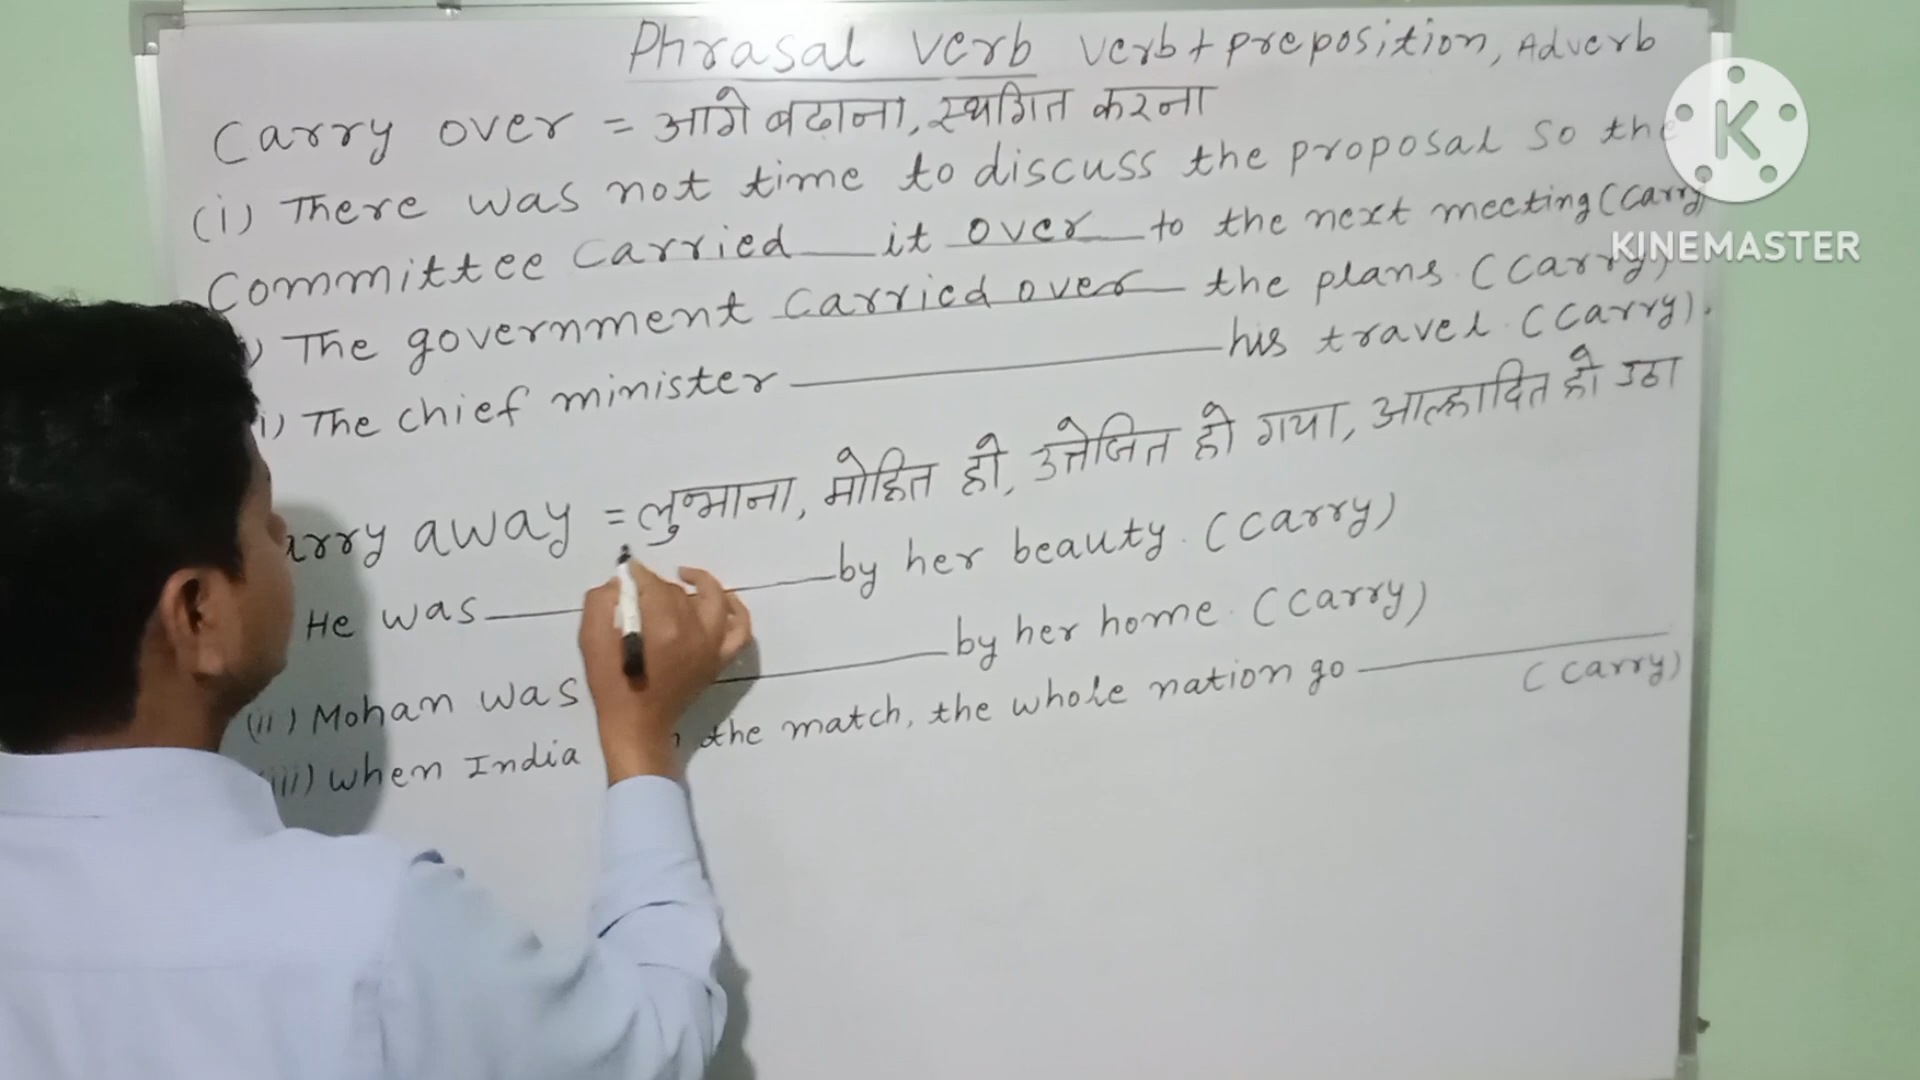 Phrasal verb verb + preposition, Adverb
Carry over = आगे बढाना, स्थगित करना
(i) There was not time to discuss the proposal so the
Committee carried it over to the next meeting (carry)
) The government carried over the plans. (carry)
i) The chief minister his travel. (carry).
arry away = लुभाना, मोहित हो, उत्तेजित हो गया, आल्हादित हो उठा
He was by her beauty. (carry)
(ii) Mohan was by her home. (carry)
(iii) when India the match, the whole nation go
(carry)
K
KINEMASTER